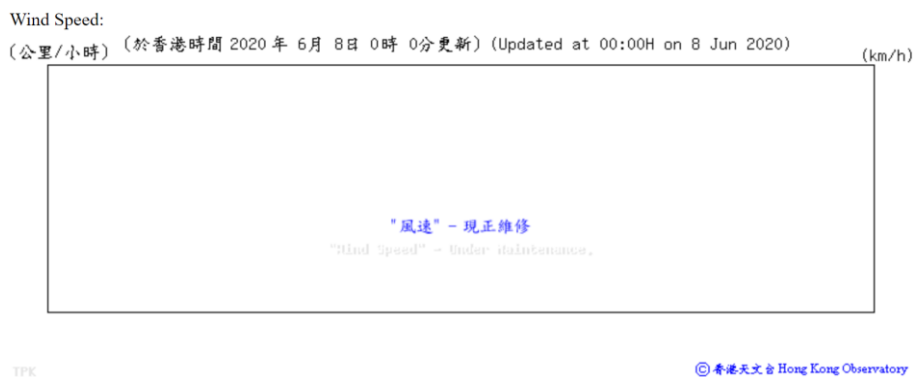 Wind Speed:
(公里/小時) (於香港時間 2020 年 6月 8日 0時 0分更新) (Updated at 00:00H on 8 Jun 2020) (km/h)
"風速" - 現正維修
"Wind Speed" - Under Maintenance.
TPK
© 香港天文台 Hong Kong Observatory